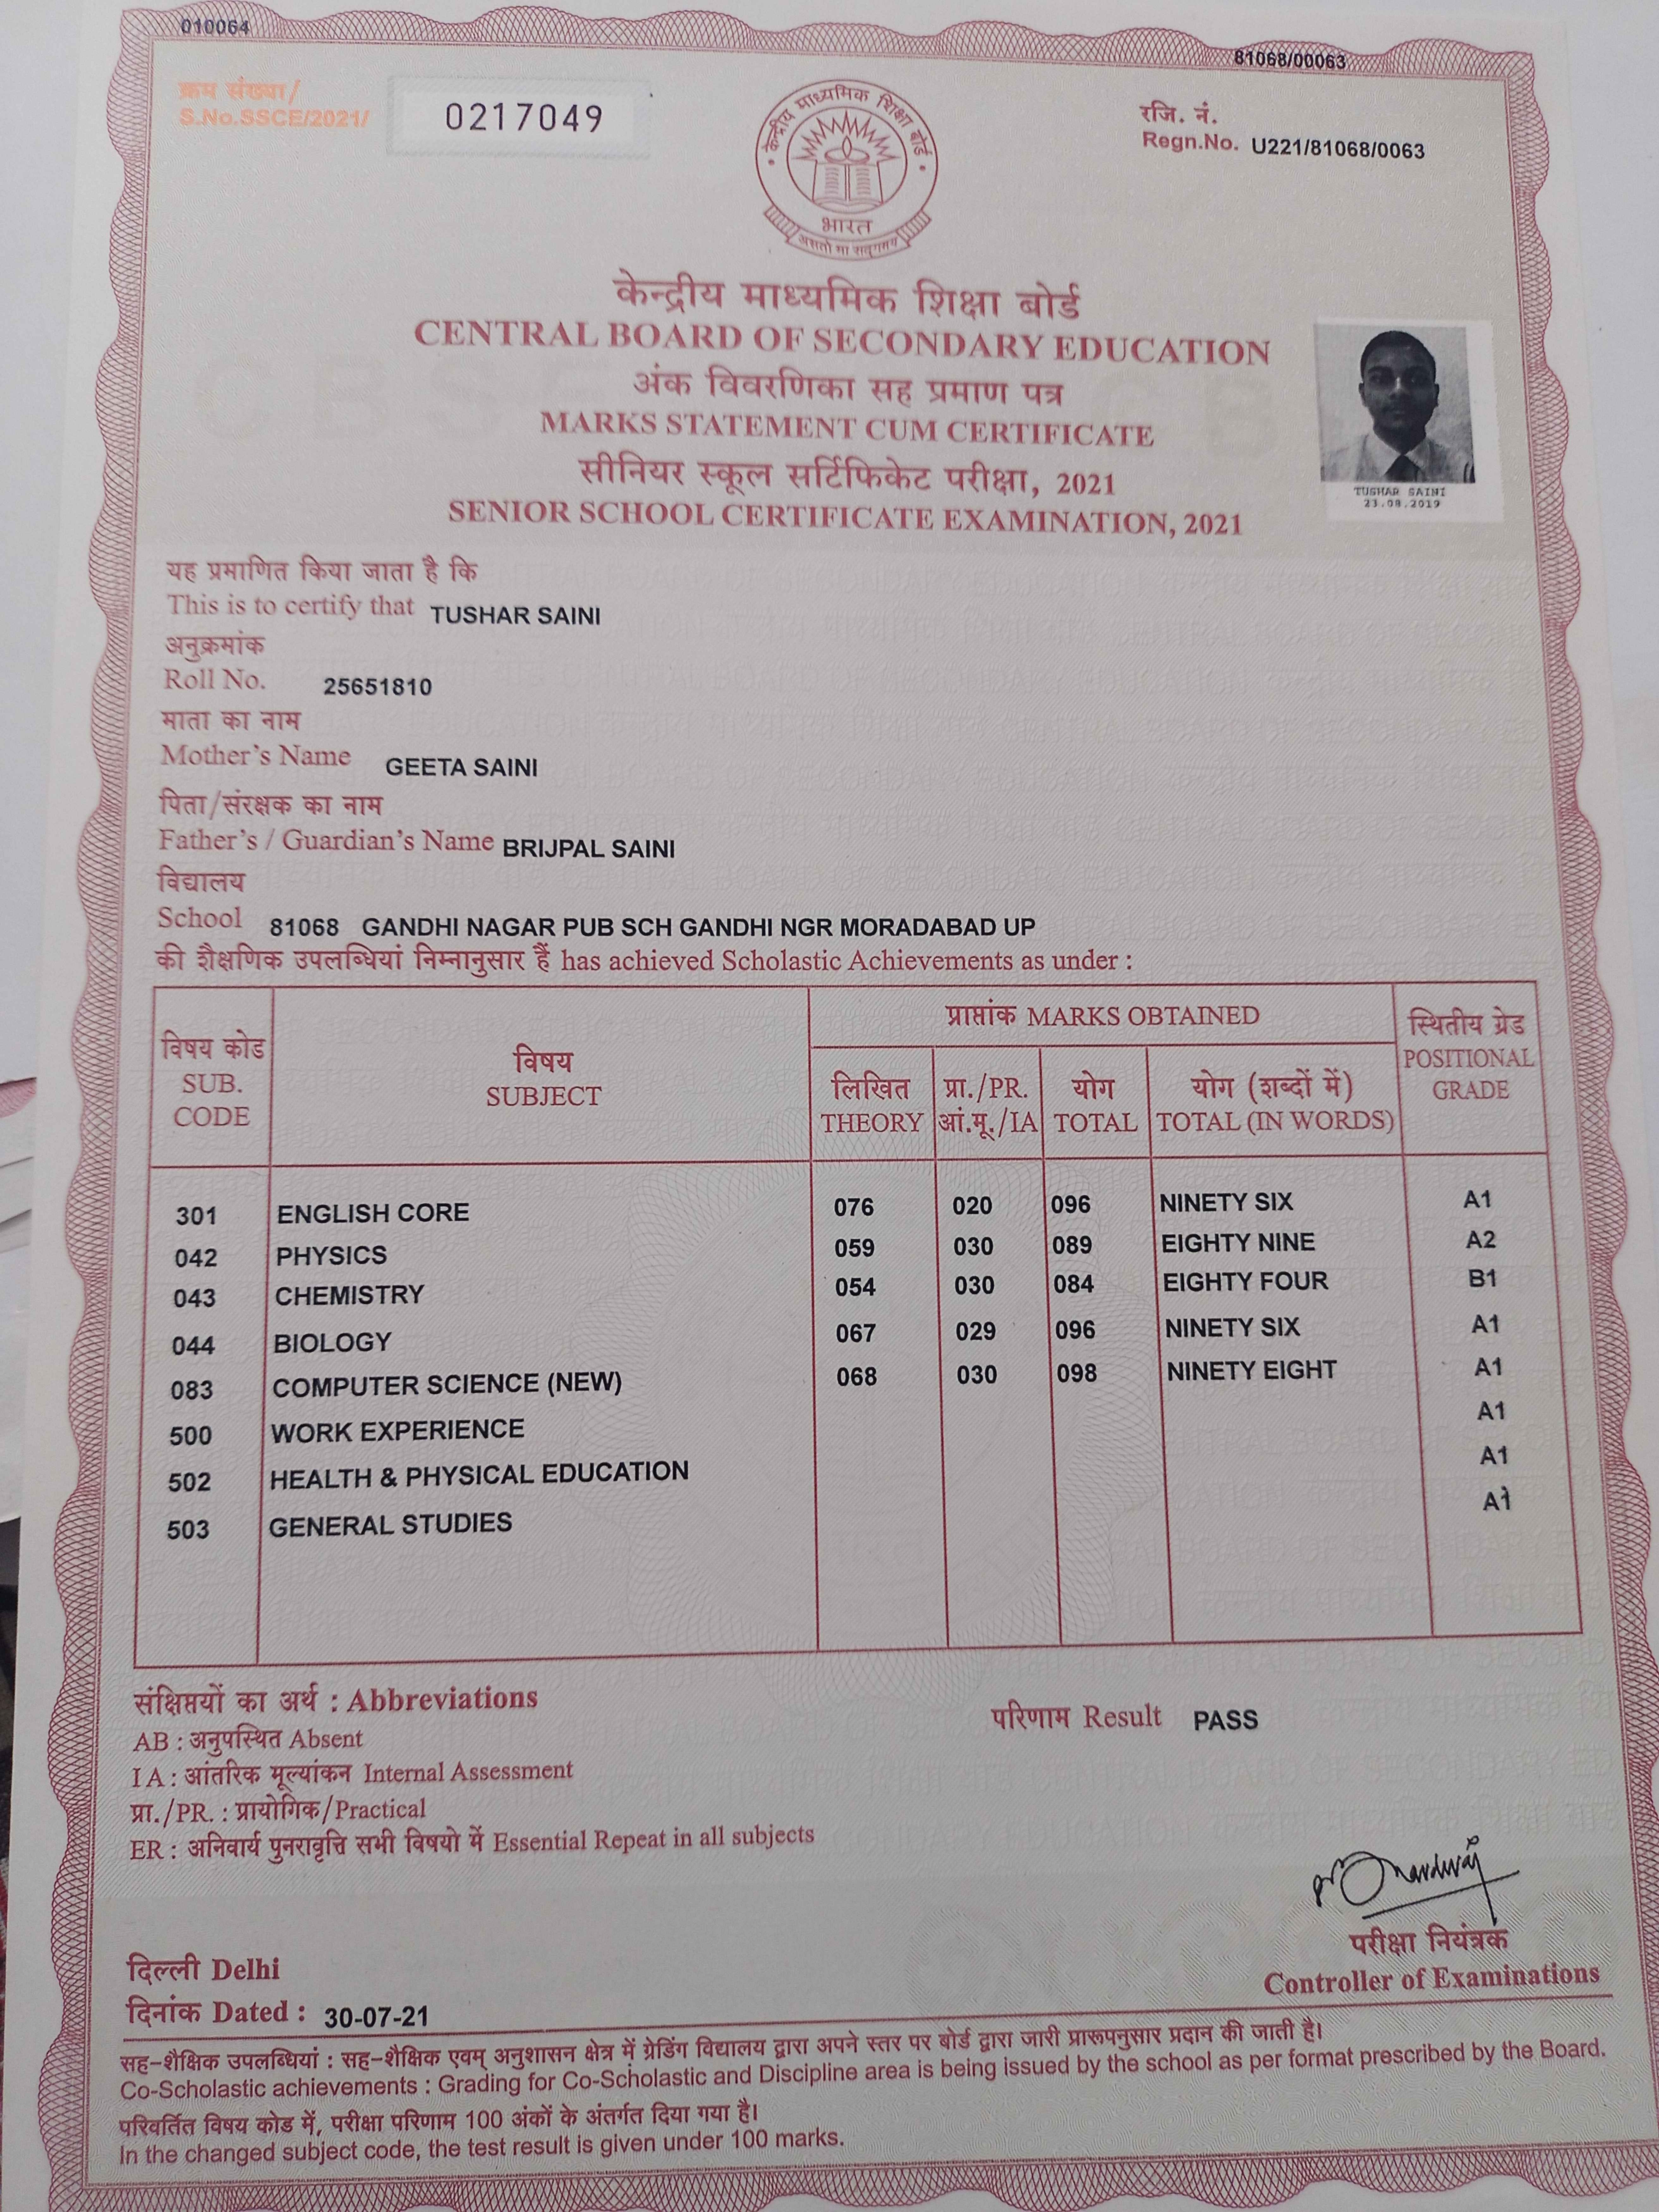 010064
81068/00063
क्रम संख्या/
S.No.SSCE/2021/ 0217049
रजि. नं.
Regn.No. U221/81068/0063
केन्द्रीय माध्यमिक शिक्षा बोर्ड
भारत
असतो मा सद्गमय
केन्द्रीय माध्यमिक शिक्षा बोर्ड
CENTRAL BOARD OF SECONDARY EDUCATION
अंक विवरणिका सह प्रमाण पत्र
MARKS STATEMENT CUM CERTIFICATE
सीनियर स्कूल सर्टिफिकेट परीक्षा, 2021
SENIOR SCHOOL CERTIFICATE EXAMINATION, 2021
TUSHAR SAINI
23.08.2019
यह प्रमाणित किया जाता है कि
This is to certify that TUSHAR SAINI
अनुक्रमांक
Roll No. 25651810
माता का नाम
Mother's Name GEETA SAINI
पिता/संरक्षक का नाम
Father's / Guardian's Name BRIJPAL SAINI
विद्यालय
School 81068 GANDHI NAGAR PUB SCH GANDHI NGR MORADABAD UP
की शैक्षणिक उपलब्धियां निम्नानुसार हैं has achieved Scholastic Achievements as under :
विषय कोड
SUB.
CODE
विषय
SUBJECT
प्राप्तांक MARKS OBTAINED
लिखित
THEORY
प्रा./PR.
आं.मू./IA
योग
TOTAL
योग (शब्दों में)
TOTAL (IN WORDS)
स्थितीय ग्रेड
POSITIONAL
GRADE
301 ENGLISH CORE 076 020 096 NINETY SIX A1
042 PHYSICS 059 030 089 EIGHTY NINE A2
043 CHEMISTRY 054 030 084 EIGHTY FOUR B1
044 BIOLOGY 067 029 096 NINETY SIX A1
083 COMPUTER SCIENCE (NEW) 068 030 098 NINETY EIGHT A1
500 WORK EXPERIENCE A1
502 HEALTH & PHYSICAL EDUCATION A1
503 GENERAL STUDIES A1
संक्षिप्तयों का अर्थ : Abbreviations
AB : अनुपस्थित Absent
IA : आंतरिक मूल्यांकन Internal Assessment
प्रा./PR. : प्रायोगिक/Practical
ER : अनिवार्य पुनरावृत्ति सभी विषयो में Essential Repeat in all subjects
परिणाम Result PASS
परीक्षा नियंत्रक
Controller of Examinations
दिल्ली Delhi
दिनांक Dated : 30-07-21
सह-शैक्षिक उपलब्धियां : सह-शैक्षिक एवम् अनुशासन क्षेत्र में ग्रेडिंग विद्यालय द्वारा अपने स्तर पर बोर्ड द्वारा जारी प्रारूपनुसार प्रदान की जाती है।
Co-Scholastic achievements : Grading for Co-Scholastic and Discipline area is being issued by the school as per format prescribed by the Board.
परिवर्तित विषय कोड में, परीक्षा परिणाम 100 अंकों के अंतर्गत दिया गया है।
In the changed subject code, the test result is given under 100 marks.